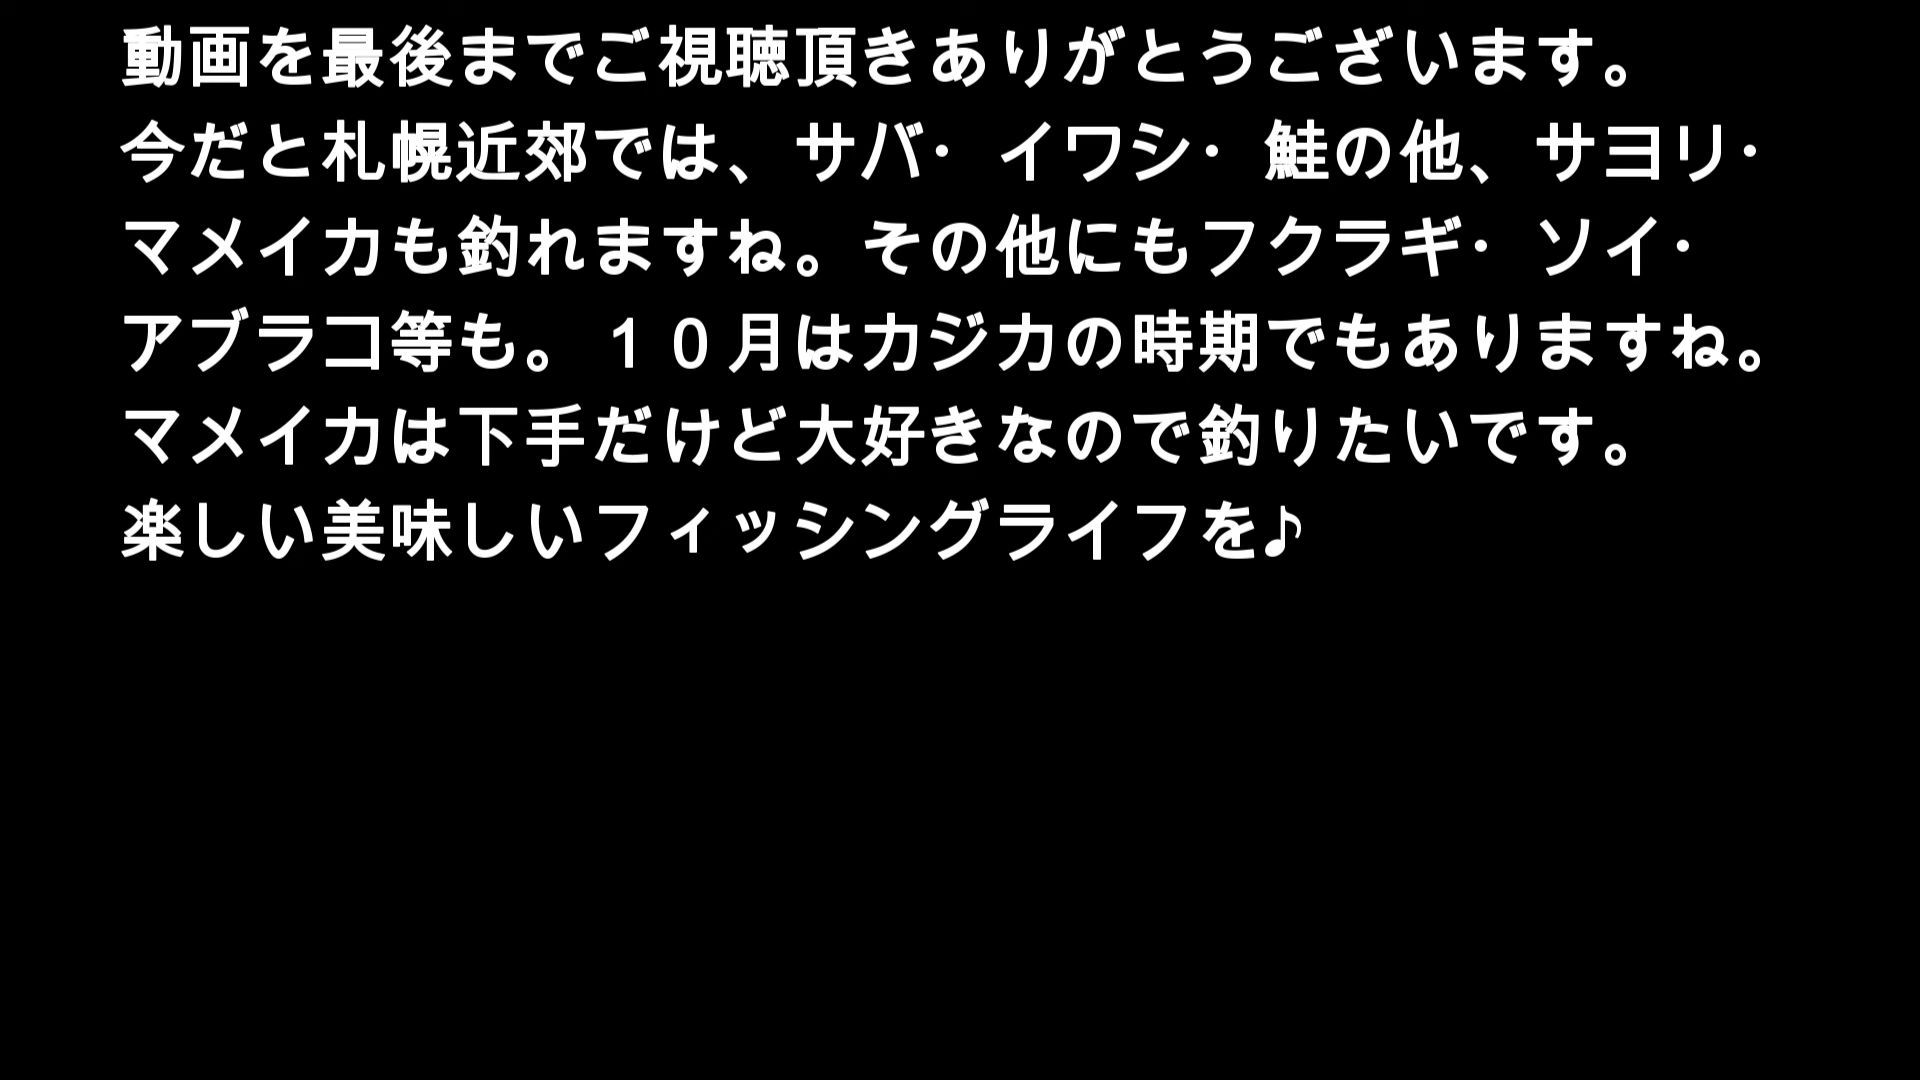 動画を最後までご視聴頂きありがとうございます。
今だと札幌近郊では、サバ・イワシ・鮭の他、サヨリ・
マメイカも釣れますね。その他にもフクラギ・ソイ・
アブラコ等も。１０月はカジカの時期でもありますね。
マメイカは下手だけど大好きなので釣りたいです。
楽しい美味しいフィッシングライフを♪